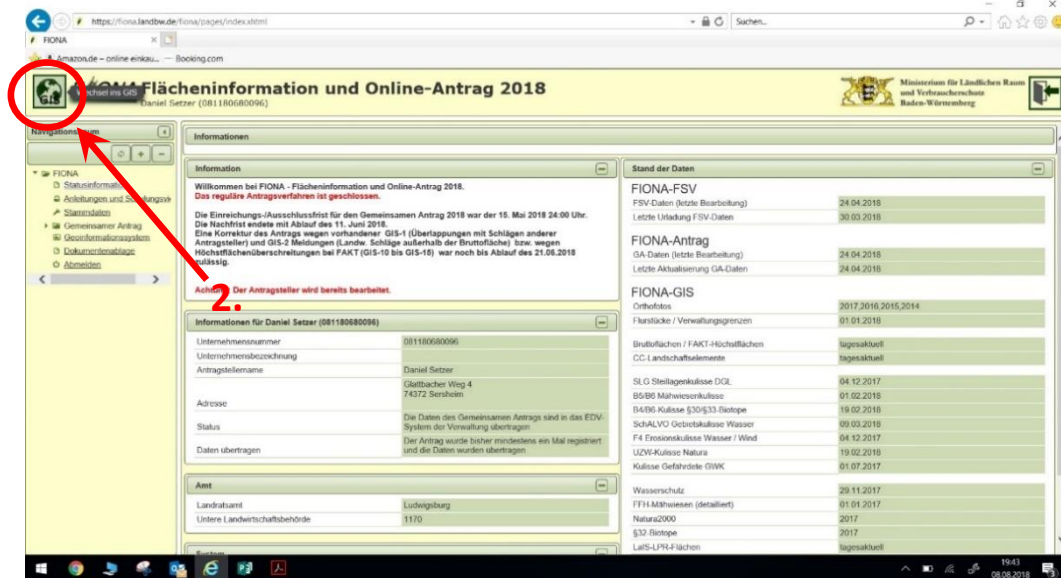 https://fiona.landbw.de/fiona/pages/index.xhtml
Suchen...
FIONA
Amazon.de – online einkau...
Booking.com
GIS
Wechsel ins GIS
FIONA Flächeninformation und Online-Antrag 2018
Daniel Setzer (081180680096)
Ministerium für Ländlichen Raum
und Verbraucherschutz
Baden-Württemberg
Navigationsbaum
FIONA
Statusinformation
Anleitungen und
Stammdaten
Gemeinsamer Antrag
Geoinformationssystem
Dokumentenablage
Abmelden
2.
Informationen
Information
Willkommen bei FIONA - Flächeninformation und Online-Antrag 2018.
Das reguläre Antragsverfahren ist geschlossen.
Die Einreichungs-/Ausschlussfrist für den Gemeinsamen Antrag 2018 war der 15. Mai 2018 24:00 Uhr.
Die Nachfrist endete mit Ablauf des 11. Juni 2018.
Eine Korrektur des Antrags wegen vorhandener GIS-1 (Überlappungen mit Schlägen anderer
Antragsteller) und GIS-2 Meldungen (Landw. Schläge außerhalb der Bruttofläche) bzw. wegen
Höchstflächenüberschreitungen bei FAKT (GIS-10 bis GIS-15) war noch bis Ablauf des 21.06.2018
zulässig.
Achtung: Der Antragsteller wird bereits bearbeitet.
Informationen für Daniel Setzer (081180680096)
Unternehmensnummer 081180680096
Unternehmensbezeichnung
Antragstellername Daniel Setzer
Adresse Glattbacher Weg 4
74372 Sersheim
Status Die Daten des Gemeinsamen Antrags sind in das EDV-
System der Verwaltung übertragen
Daten übertragen Der Antrag wurde bisher mindestens ein Mal registriert
und die Daten wurden übertragen
Amt
Landratsamt Ludwigsburg
Untere Landwirtschaftsbehörde 1170
System
Stand der Daten
FIONA-FSV
FSV-Daten (letzte Bearbeitung) 24.04.2018
Letzte Urladung FSV-Daten 30.03.2018
FIONA-Antrag
GA-Daten (letzte Bearbeitung) 24.04.2018
Letzte Aktualisierung GA-Daten 24.04.2018
FIONA-GIS
Orthofotos 2017,2016,2015,2014
Flurstücke / Verwaltungsgrenzen 01.01.2018
Bruttoflächen / FAKT-Höchstflächen tagesaktuell
CC-Landschaftselemente tagesaktuell
SLG Steillagenkulisse DGL 04.12.2017
B5/B6 Mähwiesenkulisse 01.02.2018
B4/B6 Kulisse §30/§33-Biotope 19.02.2018
SchALVO Gebietskulisse Wasser 09.03.2018
F4 Erosionskulisse Wasser / Wind 04.12.2017
UZW-Kulisse Natura 19.02.2018
Kulisse Gefährdete GWK 01.07.2017
Wasserschutz 29.11.2017
FFH-Mähwiesen (detailliert) 01.01.2017
Natura2000 2017
§32-Biotope 2017
LaIS-LPR-Flächen tagesaktuell
19:43
08.08.2018